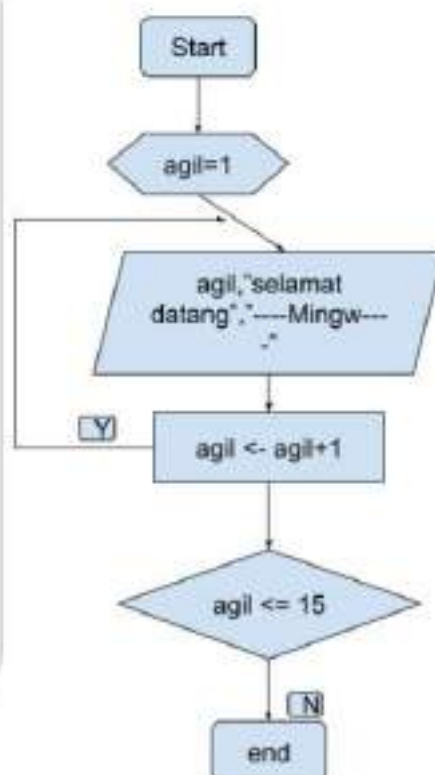 Start
agil=1
agil,"selamat
datang","----Mingw---
-"
Y
agil <- agil+1
agil <= 15
N
end